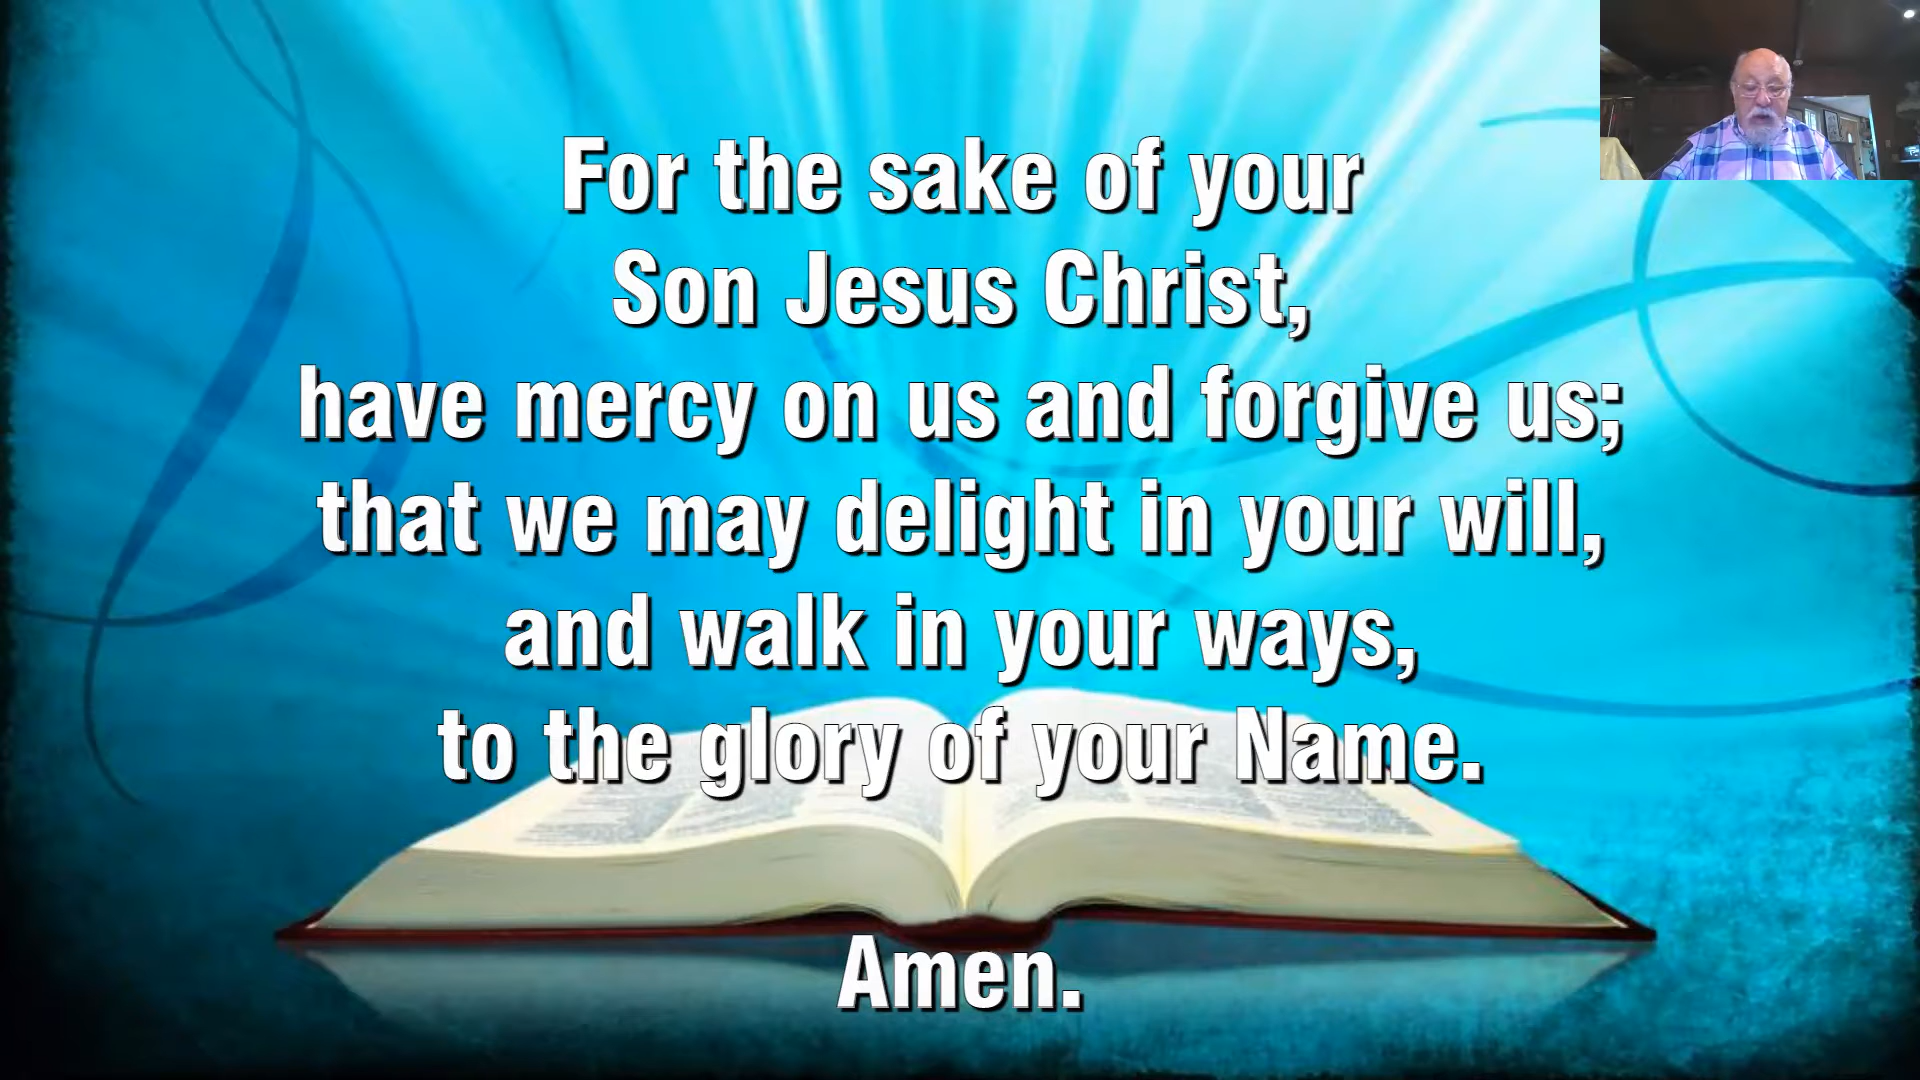 For the sake of your
Son Jesus Christ,
have mercy on us and forgive us;
that we may delight in your will,
and walk in your ways,
to the glory of your Name.
Amen.